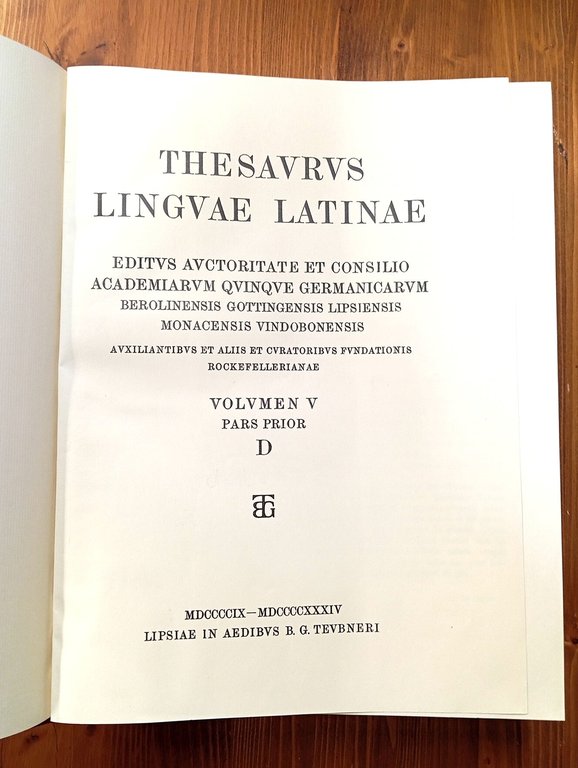 THESAVRVS
LINGVAE LATINAE
EDITVS AVCTORITATE ET CONSILIO
ACADEMIARVM QVINQVE GERMANICARVM
BEROLINENSIS GOTTINGENSIS LIPSIENSIS
MONACENSIS VINDOBONENSIS
AVXILIANTIBVS ET ALIIS ET CVRATORIBVS FVNDATIONIS
ROCKEFELLERIANAE
VOLVMEN V
PARS PRIOR
D
BTG
MDCCCCIX—MDCCCCXXXIV
LIPSIAE IN AEDIBVS B. G. TEVBNERI